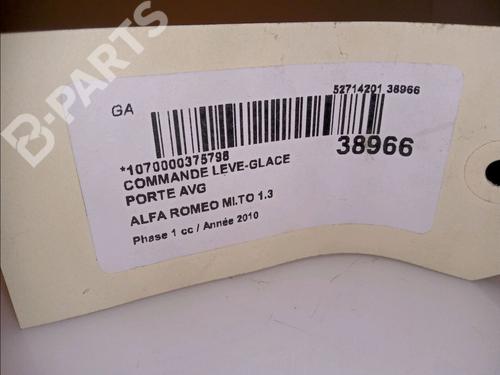 B-PARTS
GA
52714201 38966
*1070000375798
38966
COMMANDE LEVE-GLACE
PORTE AVG
ALFA ROMEO MI.TO 1.3
Phase 1 cc / Année 2010